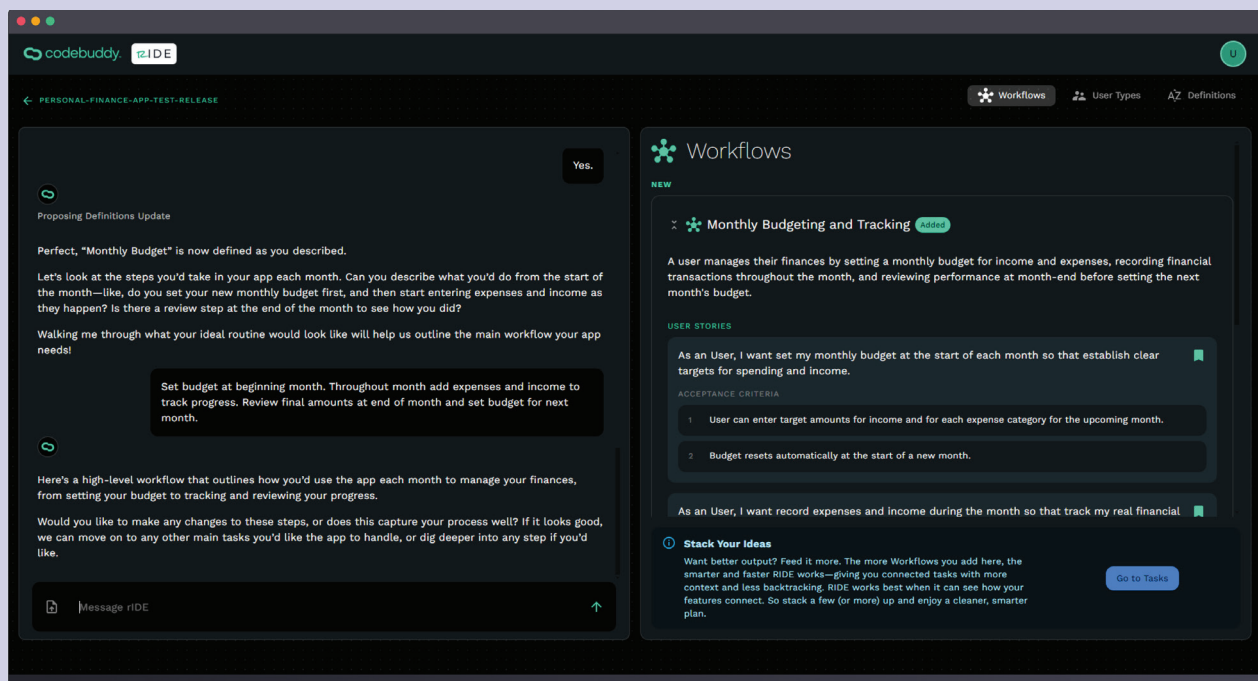 codebuddy.
rIDE
U
PERSONAL-FINANCE-APP-TEST-RELEASE
Workflows
User Types
Definitions
Yes.
Proposing Definitions Update
Perfect, “Monthly Budget” is now defined as you described.
Let's look at the steps you'd take in your app each month. Can you describe what you'd do from the start of
the month—like, do you set your new monthly budget first, and then start entering expenses and income as
they happen? Is there a review step at the end of the month to see how you did?
Walking me through what your ideal routine would look like will help us outline the main workflow your app
needs!
Set budget at beginning month. Throughout month add expenses and income to
track progress. Review final amounts at end of month and set budget for next
month.
Here's a high-level workflow that outlines how you'd use the app each month to manage your finances,
from setting your budget to tracking and reviewing your progress.
Would you like to make any changes to these steps, or does this capture your process well? If it looks good,
we can move on to any other main tasks you'd like the app to handle, or dig deeper into any step if you'd
like.
Message rIDE
Workflows
NEW
Monthly Budgeting and Tracking
Added
A user manages their finances by setting a monthly budget for income and expenses, recording financial
transactions throughout the month, and reviewing performance at month-end before setting the next
month's budget.
USER STORIES
As an User, I want set my monthly budget at the start of each month so that establish clear
targets for spending and income.
ACCEPTANCE CRITERIA
1 User can enter target amounts for income and for each expense category for the upcoming month.
2 Budget resets automatically at the start of a new month.
As an User, I want record expenses and income during the month so that track my real financial
Stack Your Ideas
Want better output? Feed it more. The more Workflows you add here, the
smarter and faster RIDE works—giving you connected tasks with more
context and less backtracking. RIDE works best when it can see how your
features connect. So stack a few (or more) up and enjoy a cleaner, smarter
plan.
Go to Tasks